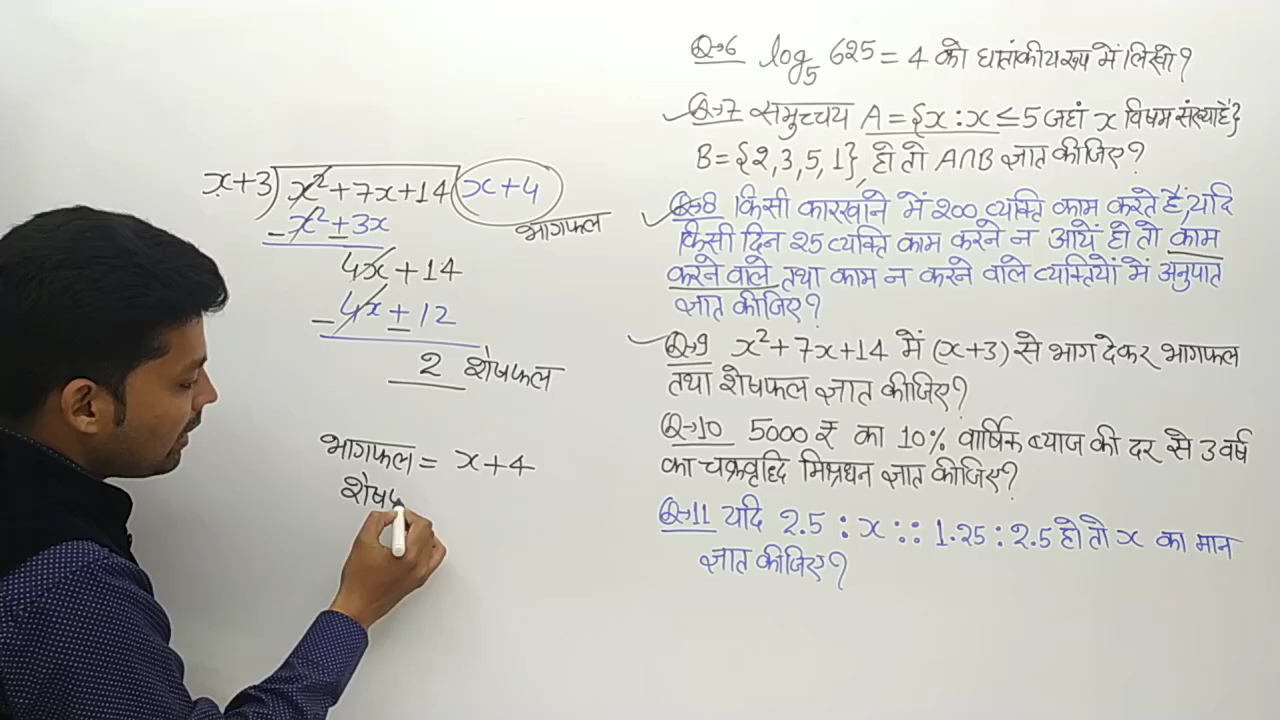 x+3) x²+7x+14 (x+4
-x²±3x
भागफल
4x+14
-4x±12
2 शेषफल
भागफल = x+4
शेष
Q→6 log₅ 625 = 4 को घातांकीय रूप में लिखो?
Q→7 समुच्चय A = {x : x ≤ 5 जहां x विषम संख्या है}
B = {2, 3, 5, 1}, हो तो A∩B ज्ञात कीजिए?
Q→8 किसी कारखाने में 200 व्यक्ति काम करते है, यदि
किसी दिन 25 व्यक्ति काम करने न आयें हो तो काम
करने वाले तथा काम न करने वाले व्यक्तियों में अनुपात
ज्ञात कीजिए?
Q→9 x²+7x+14 में (x+3) से भाग देकर भागफल
तथा शेषफल ज्ञात कीजिए?
Q→10 5000 ₹ का 10% वार्षिक ब्याज की दर से 3 वर्ष
का चक्रवृद्धि मिश्रधन ज्ञात कीजिए?
Q→11 यदि 2.5 : x :: 1.25 : 2.5 हो तो x का मान
ज्ञात कीजिए?